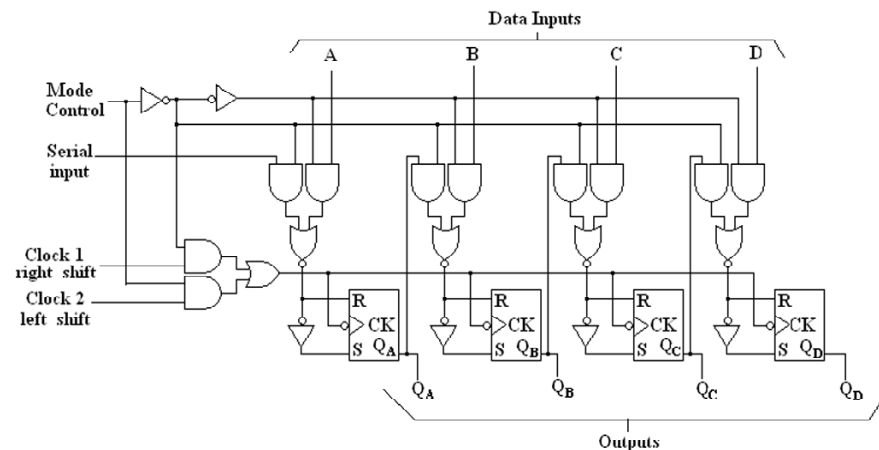 Data Inputs
A B C D
Mode
Control
Serial
input
Clock 1
right shift
Clock 2
left shift
R R R R
CK CK CK CK
S QA S QB S QC S QD
QA QB QC QD
Outputs